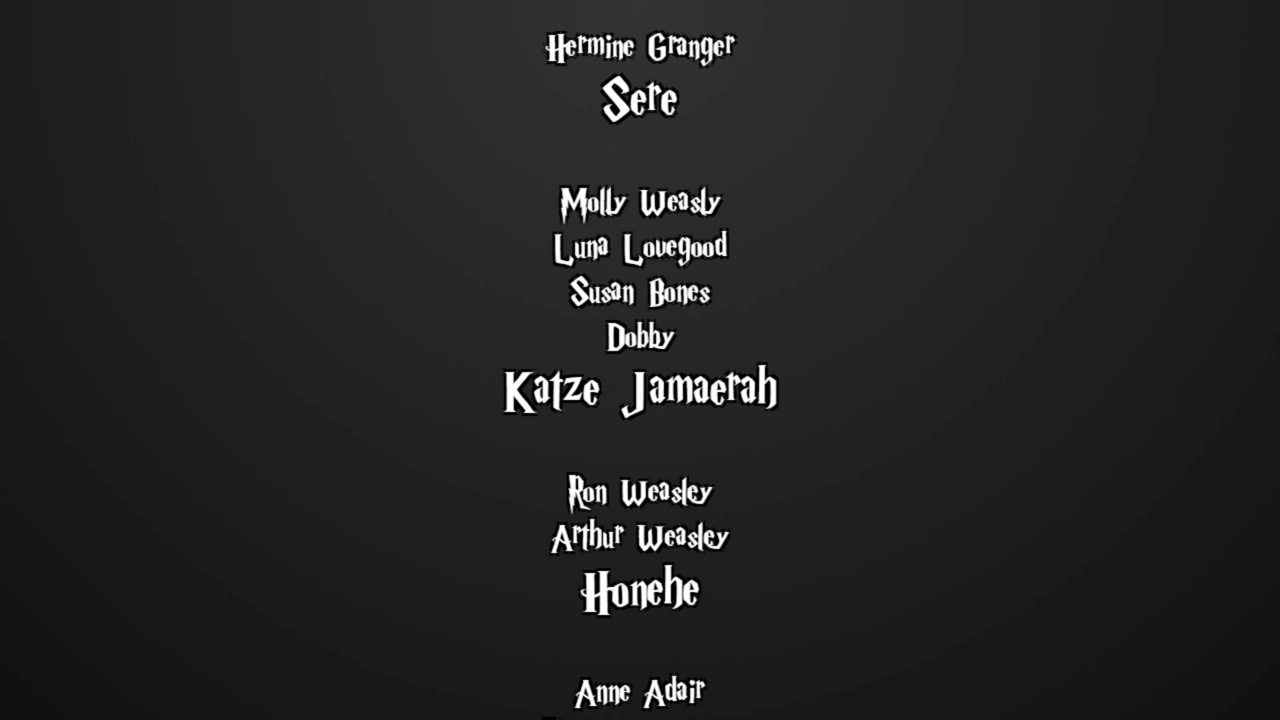 Hermine Granger
Sere
Molly Weasly
Luna Lovegood
Susan Bones
Dobby
Katze Jamaerah
Ron Weasley
Arthur Weasley
Honehe
Anne Adair